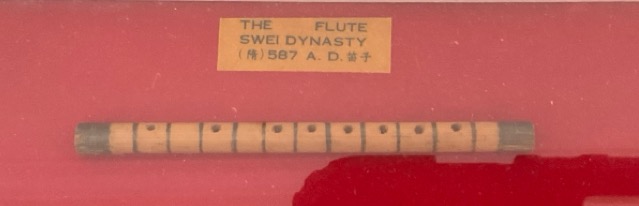 THE FLUTE
SWEI DYNASTY
(隋)587 A. D. 笛子